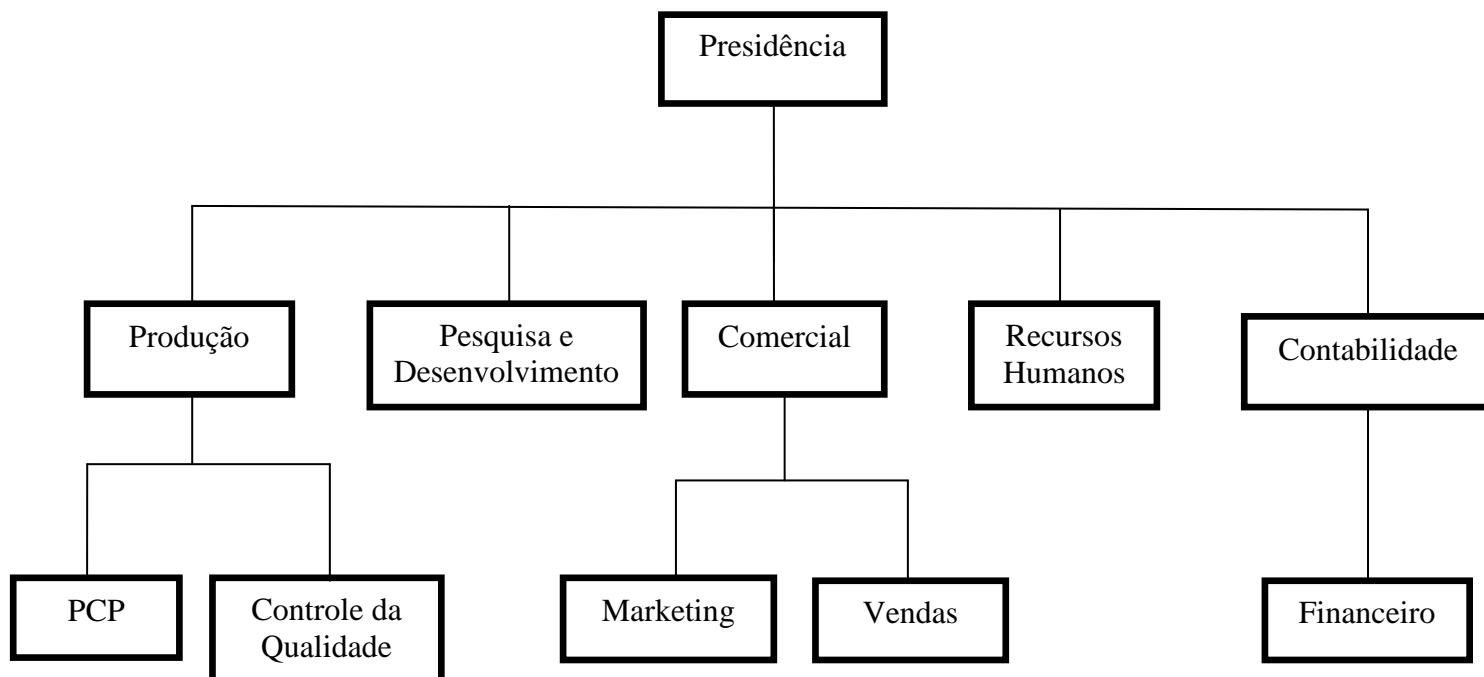 Presidência
Produção
Pesquisa e
Desenvolvimento
Comercial
Recursos
Humanos
Contabilidade
PCP
Controle da
Qualidade
Marketing
Vendas
Financeiro